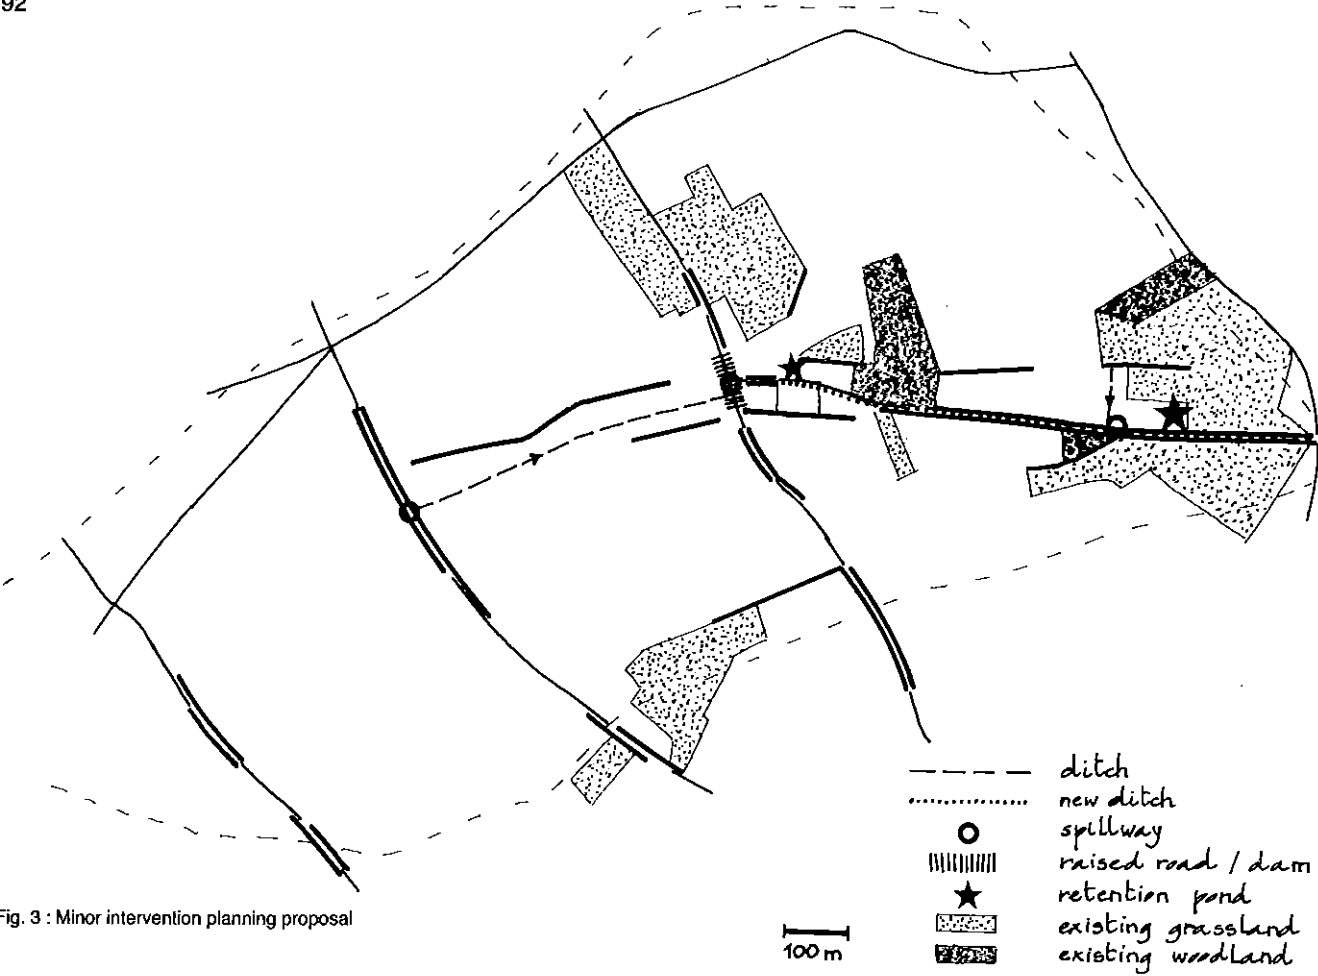 92
ditch
new ditch
spillway
raised road / dam
retention pond
existing grassland
existing woodland
100 m
Fig. 3 : Minor intervention planning proposal